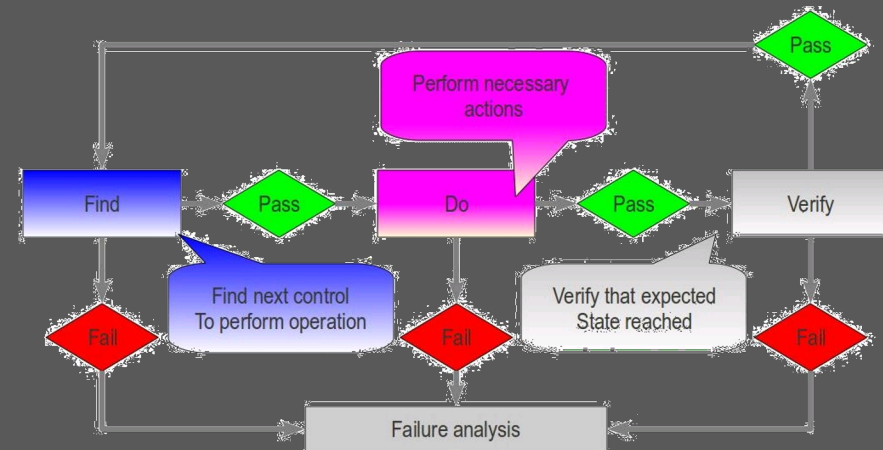 Pass
Perform necessary
actions
Find
Pass
Do
Pass
Verify
Find next control
To perform operation
Verify that expected
State reached
Fail
Fail
Fail
Failure analysis